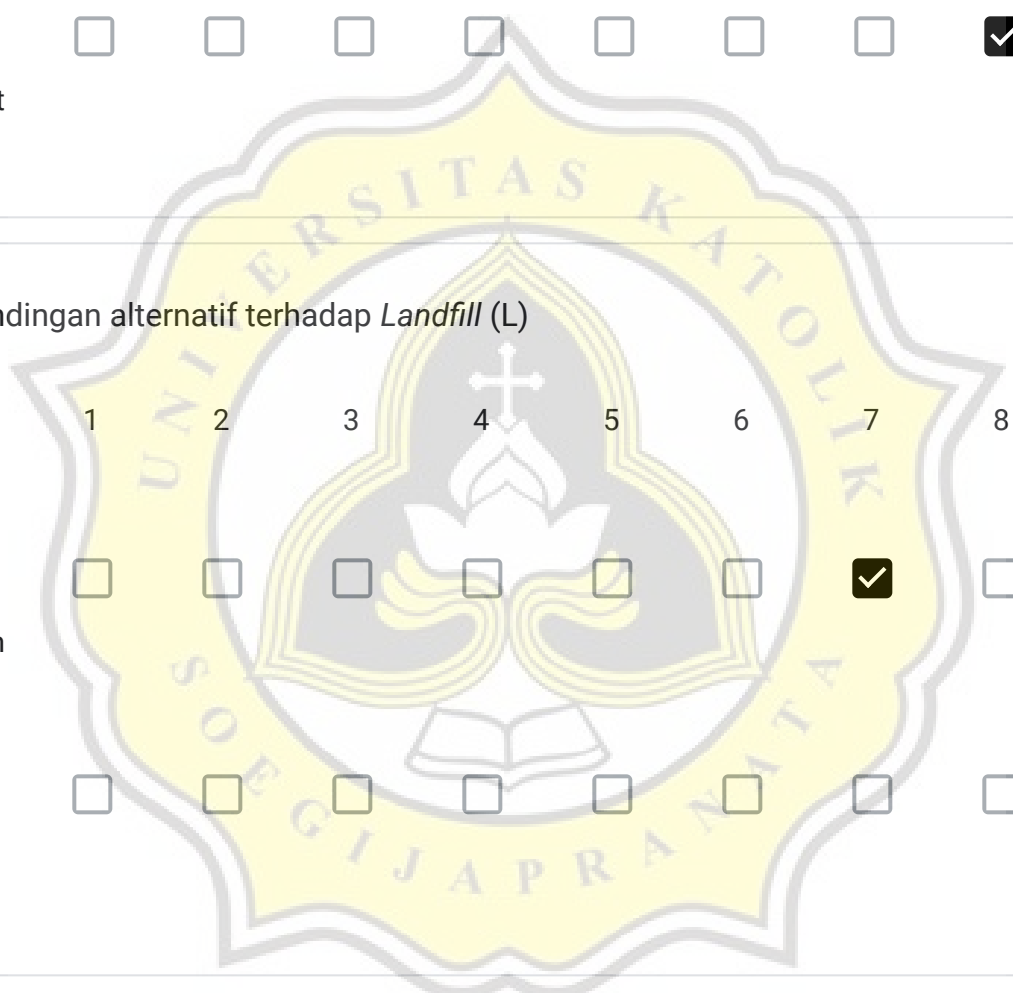 t
UNIVERSITAS KATOLIK
ndingan alternatif terhadap Landfill (L)
1 2 3 4 5 6 7 8
n
SOEGIJAPRANATA